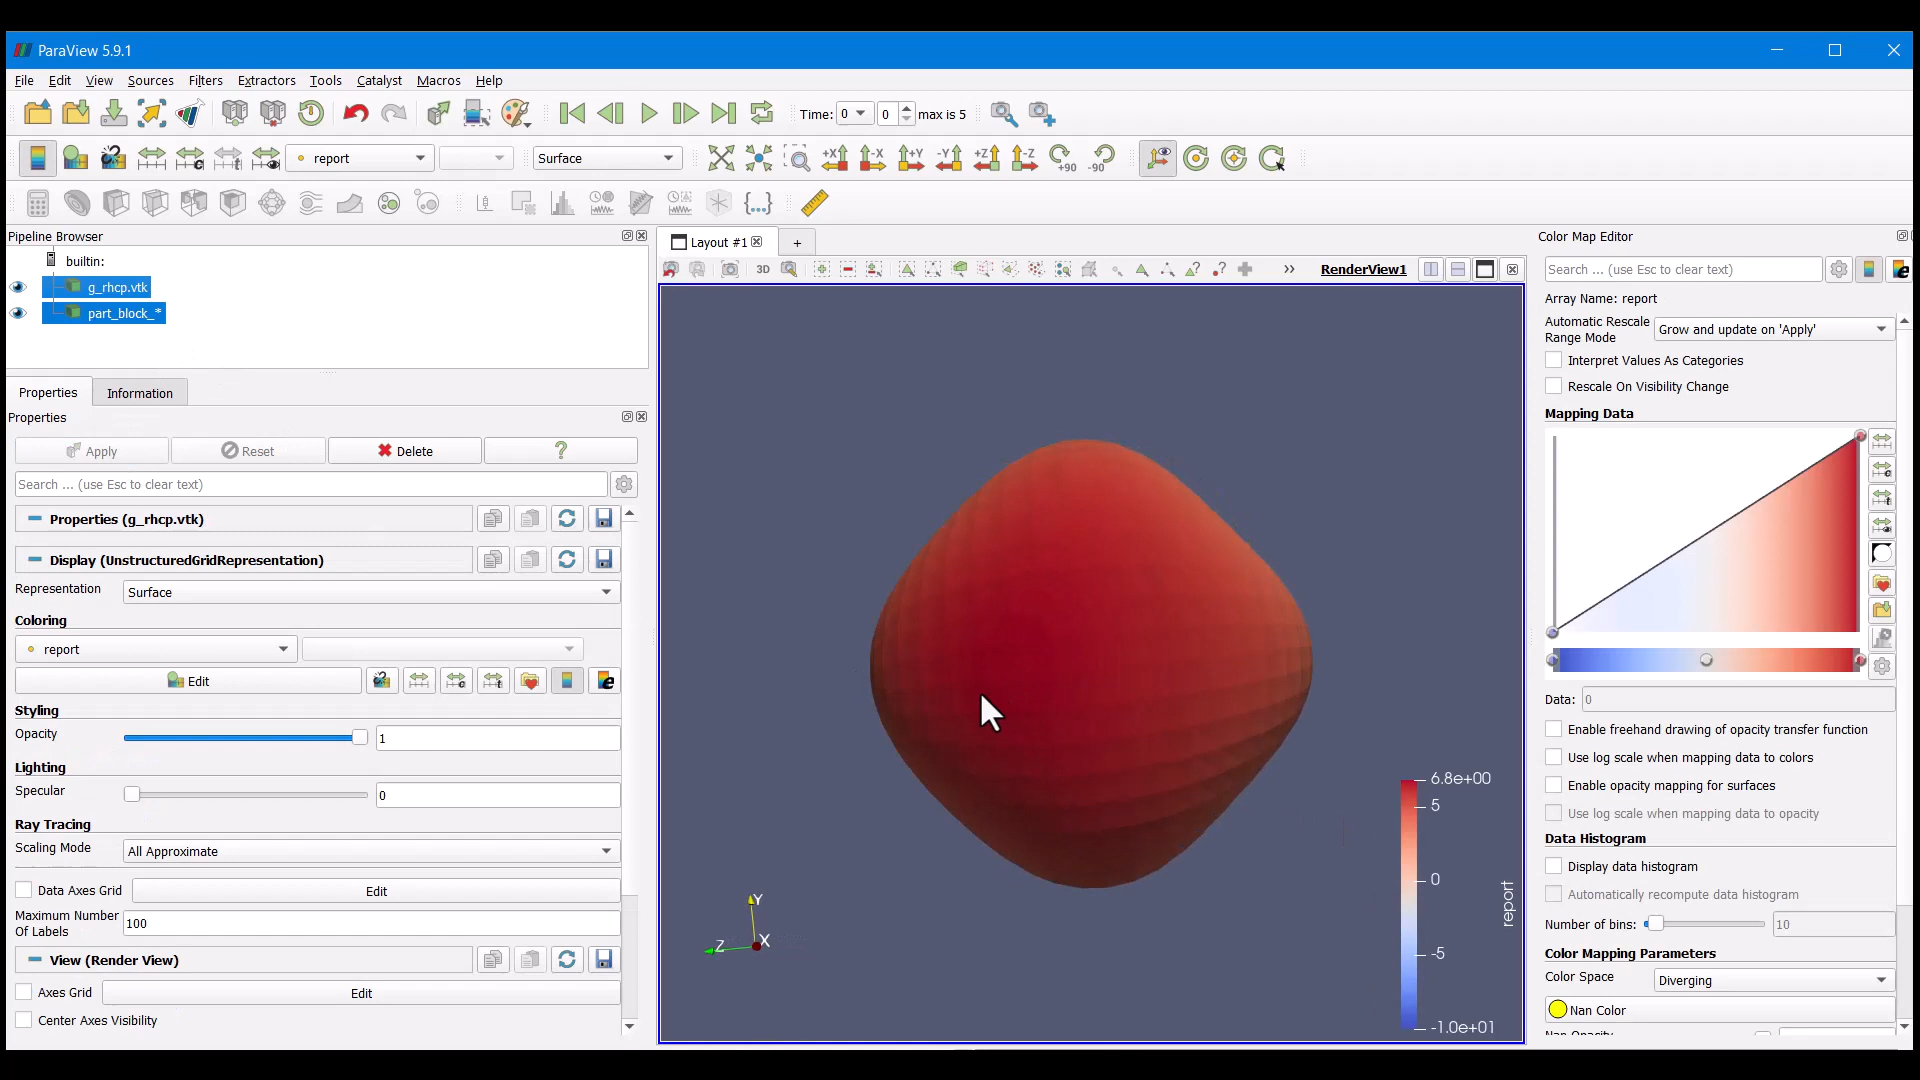 ParaView 5.9.1
File Edit View Sources Filters Extractors Tools Catalyst Macros Help
Time: 0 0 max is 5
report Surface +X -X +Y -Y +Z -Z +90 -90
Pipeline Browser
builtin:
g_rhcp.vtk
part_block_*
Properties Information
Properties
Apply Reset Delete ?
Search ... (use Esc to clear text)
Properties (g_rhcp.vtk)
Display (UnstructuredGridRepresentation)
Representation Surface
Coloring
report
Edit
Styling
Opacity 1
Lighting
Specular 0
Ray Tracing
Scaling Mode All Approximate
Data Axes Grid Edit
Maximum Number
Of Labels 100
View (Render View)
Axes Grid Edit
Center Axes Visibility
Layout #1 +
3D » RenderView1
Y
Z X
6.8e+00
5
0
-5
-1.0e+01
report
Color Map Editor
Search ... (use Esc to clear text)
Array Name: report
Automatic Rescale
Range Mode Grow and update on 'Apply'
Interpret Values As Categories
Rescale On Visibility Change
Mapping Data
Data: 0
Enable freehand drawing of opacity transfer function
Use log scale when mapping data to colors
Enable opacity mapping for surfaces
Use log scale when mapping data to opacity
Data Histogram
Display data histogram
Automatically recompute data histogram
Number of bins: 10
Color Mapping Parameters
Color Space Diverging
Nan Color
Nan Opacity